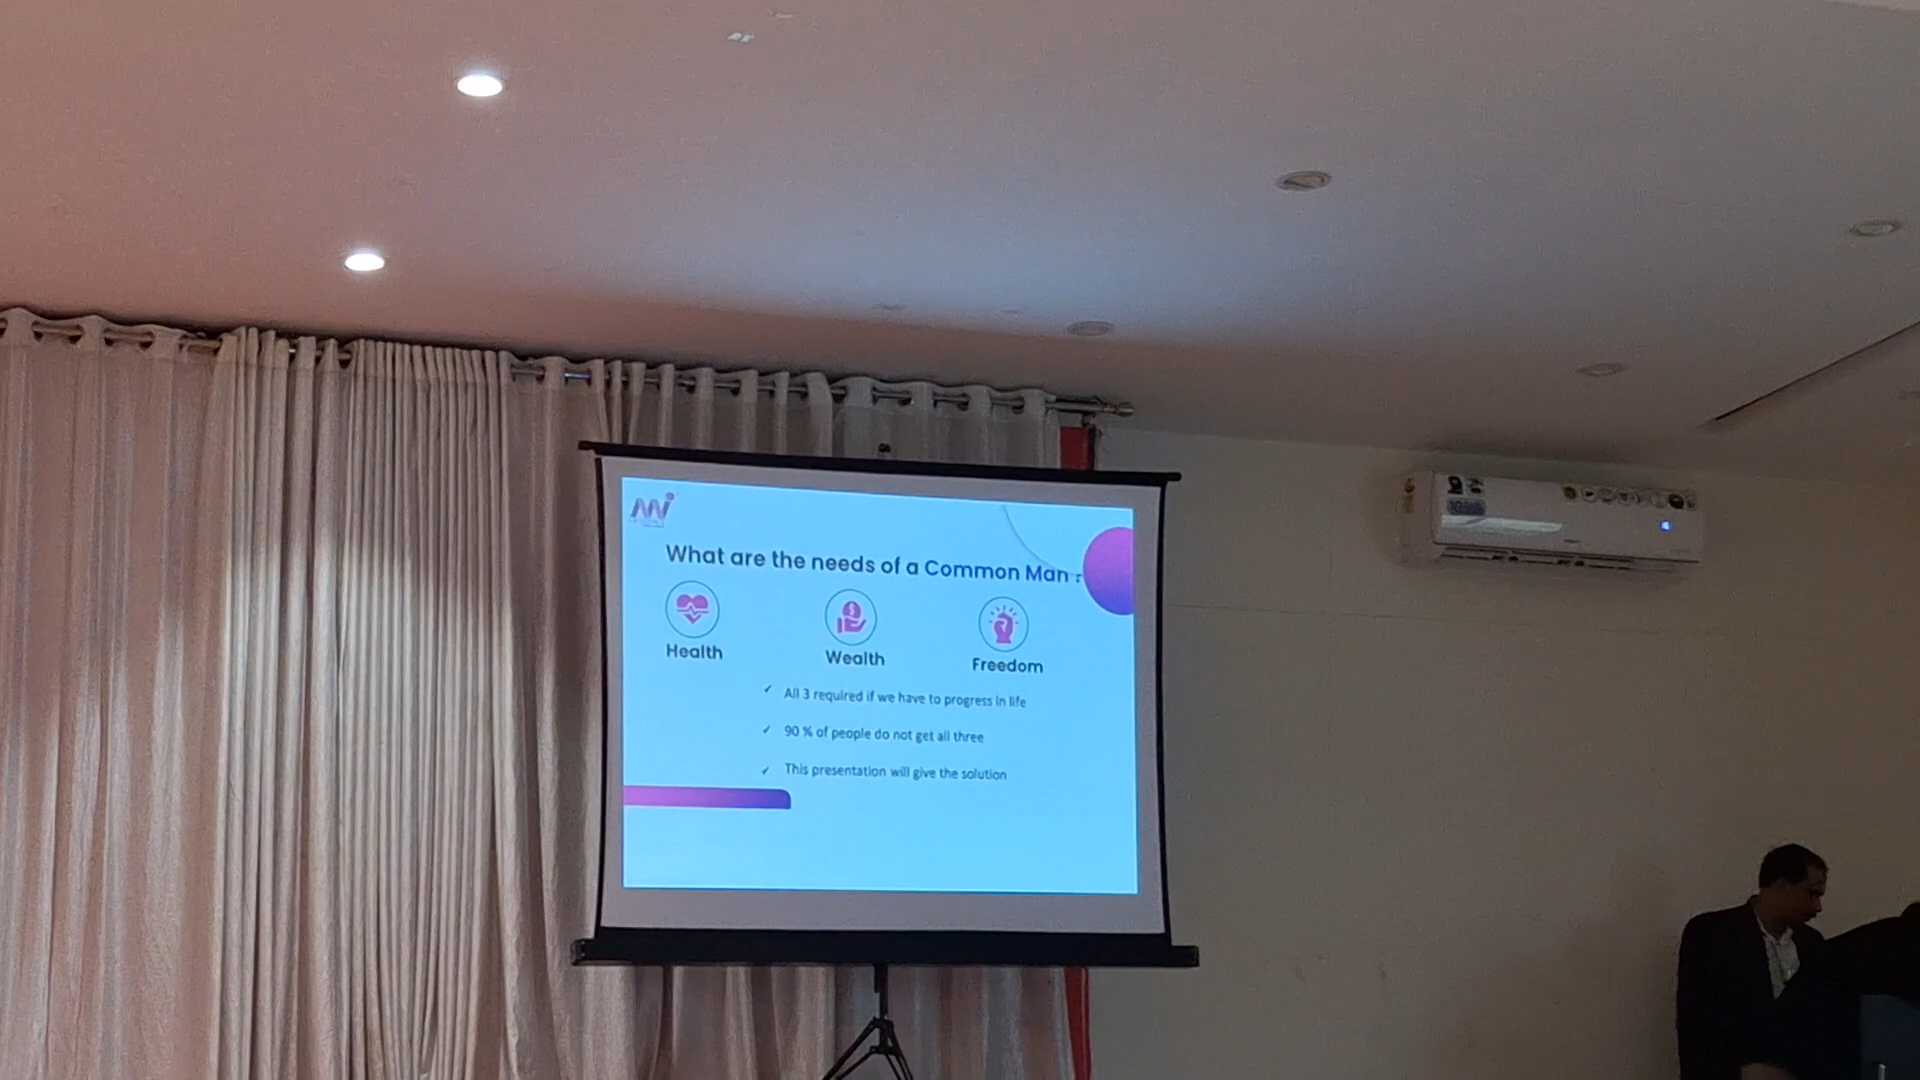 What are the needs of a Common Man ?
Health
Wealth
Freedom
✓ All 3 required if we have to progress in life
✓ 90 % of people do not get all three
✓ This presentation will give the solution